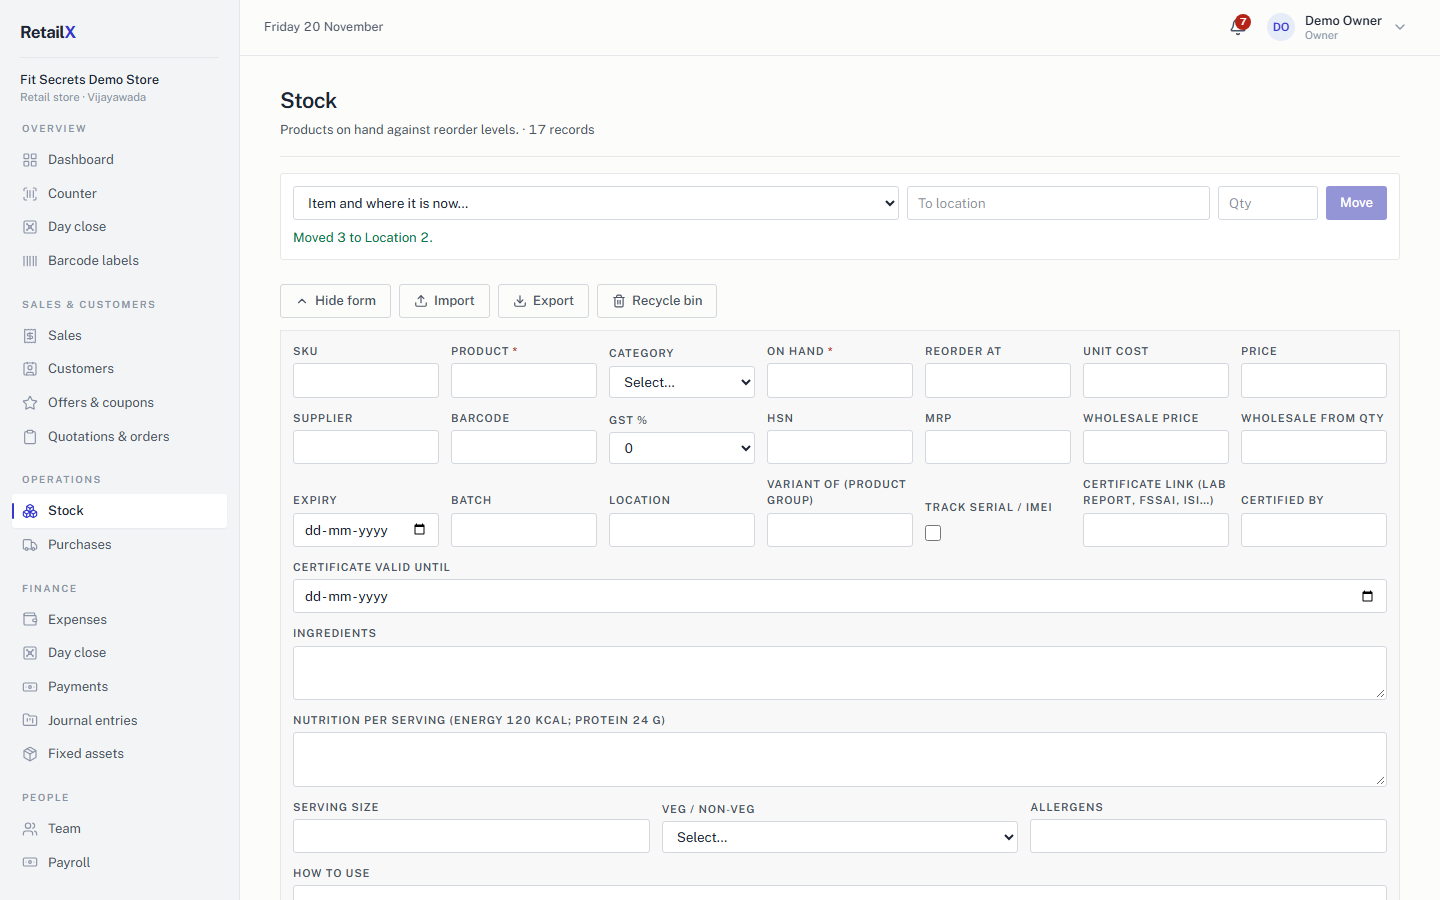 RetailX
Fit Secrets Demo Store
Retail store · Vijayawada
OVERVIEW
Dashboard
Counter
Day close
Barcode labels
SALES & CUSTOMERS
Sales
Customers
Offers & coupons
Quotations & orders
OPERATIONS
Stock
Purchases
FINANCE
Expenses
Day close
Payments
Journal entries
Fixed assets
PEOPLE
Team
Payroll
Friday 20 November
7
DO
Demo Owner
Owner
Stock
Products on hand against reorder levels. · 17 records
Item and where it is now... To location Qty Move
Moved 3 to Location 2.
Hide form Import Export Recycle bin
SKU PRODUCT * CATEGORY ON HAND * REORDER AT UNIT COST PRICE
Select...
SUPPLIER BARCODE GST % HSN MRP WHOLESALE PRICE WHOLESALE FROM QTY
0
EXPIRY BATCH LOCATION VARIANT OF (PRODUCT GROUP) TRACK SERIAL / IMEI CERTIFICATE LINK (LAB REPORT, FSSAI, ISI...) CERTIFIED BY
dd-mm-yyyy
CERTIFICATE VALID UNTIL
dd-mm-yyyy
INGREDIENTS
NUTRITION PER SERVING (ENERGY 120 KCAL; PROTEIN 24 G)
SERVING SIZE VEG / NON-VEG ALLERGENS
Select...
HOW TO USE